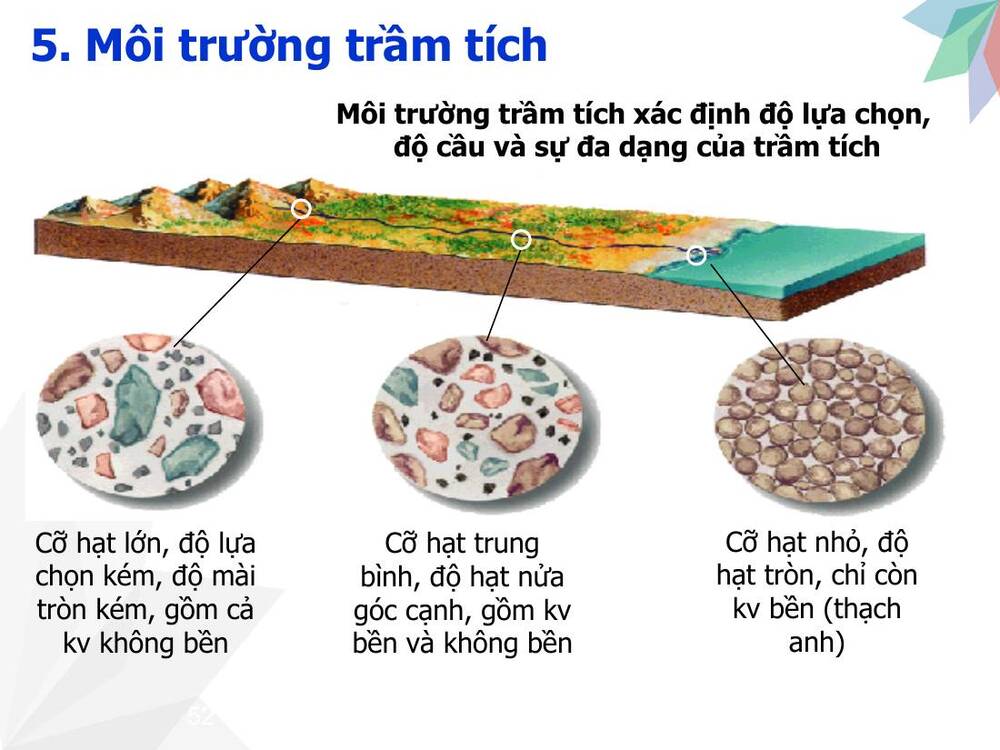 5. Môi trường trầm tích
Môi trường trầm tích xác định độ lựa chọn,
độ cầu và sự đa dạng của trầm tích
Cỡ hạt lớn, độ lựa
chọn kém, độ mài
tròn kém, gồm cả
kv không bền
Cỡ hạt trung
bình, độ hạt nửa
góc cạnh, gồm kv
bền và không bền
Cỡ hạt nhỏ, độ
hạt tròn, chỉ còn
kv bền (thạch
anh)
52